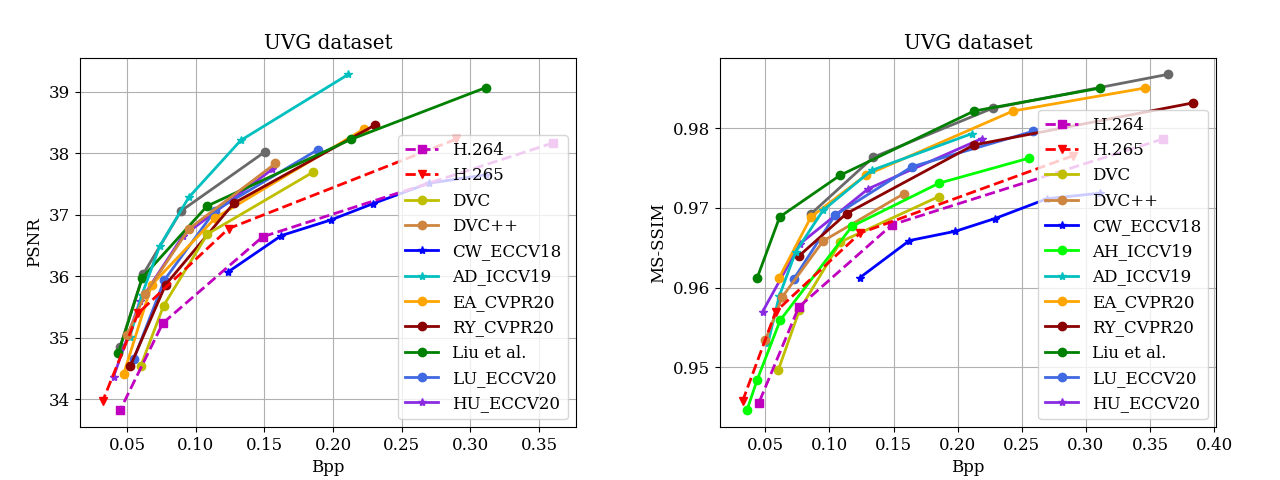 UVG dataset
PSNR
39
38
37
36
35
34
0.05 0.10 0.15 0.20 0.25 0.30 0.35
Bpp
H.264
H.265
DVC
DVC++
CW_ECCV18
AD_ICCV19
EA_CVPR20
RY_CVPR20
Liu et al.
LU_ECCV20
HU_ECCV20
UVG dataset
MS-SSIM
0.98
0.97
0.96
0.95
0.05 0.10 0.15 0.20 0.25 0.30 0.35 0.40
Bpp
H.264
H.265
DVC
DVC++
CW_ECCV18
AH_ICCV19
AD_ICCV19
EA_CVPR20
RY_CVPR20
Liu et al.
LU_ECCV20
HU_ECCV20